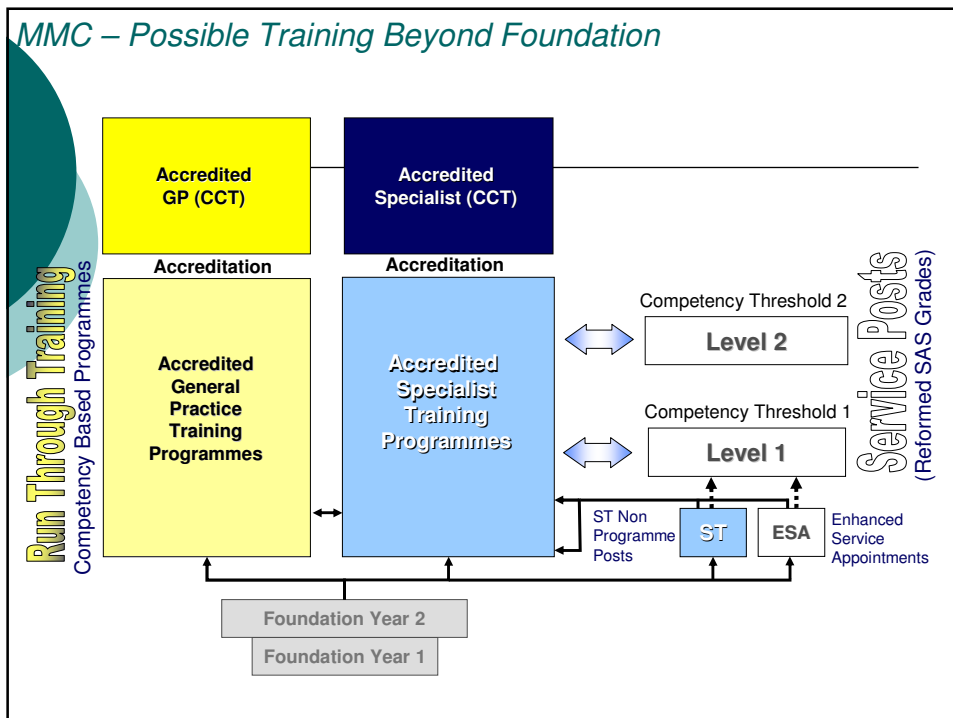 MMC – Possible Training Beyond Foundation
Accredited
GP (CCT)
Accredited
Specialist (CCT)
Accreditation
Accreditation
Run Through Training
Competency Based Programmes
Accredited
General
Practice
Training
Programmes
Accredited
Specialist
Training
Programmes
Competency Threshold 2
Level 2
Competency Threshold 1
Level 1
Service Posts
(Reformed SAS Grades)
ST Non
Programme
Posts
ST
ESA
Enhanced
Service
Appointments
Foundation Year 2
Foundation Year 1